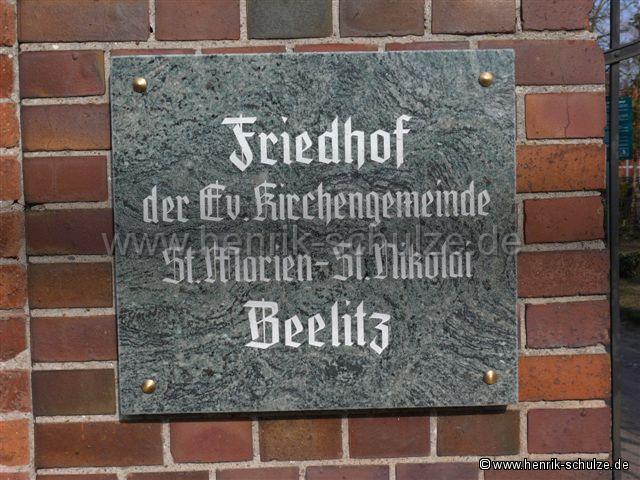 Friedhof
der Ev. Kirchengemeinde
www.henrik-schulze.de
St. Marien-St. Nikolai
Beelitz
©www.henrik-schulze.de